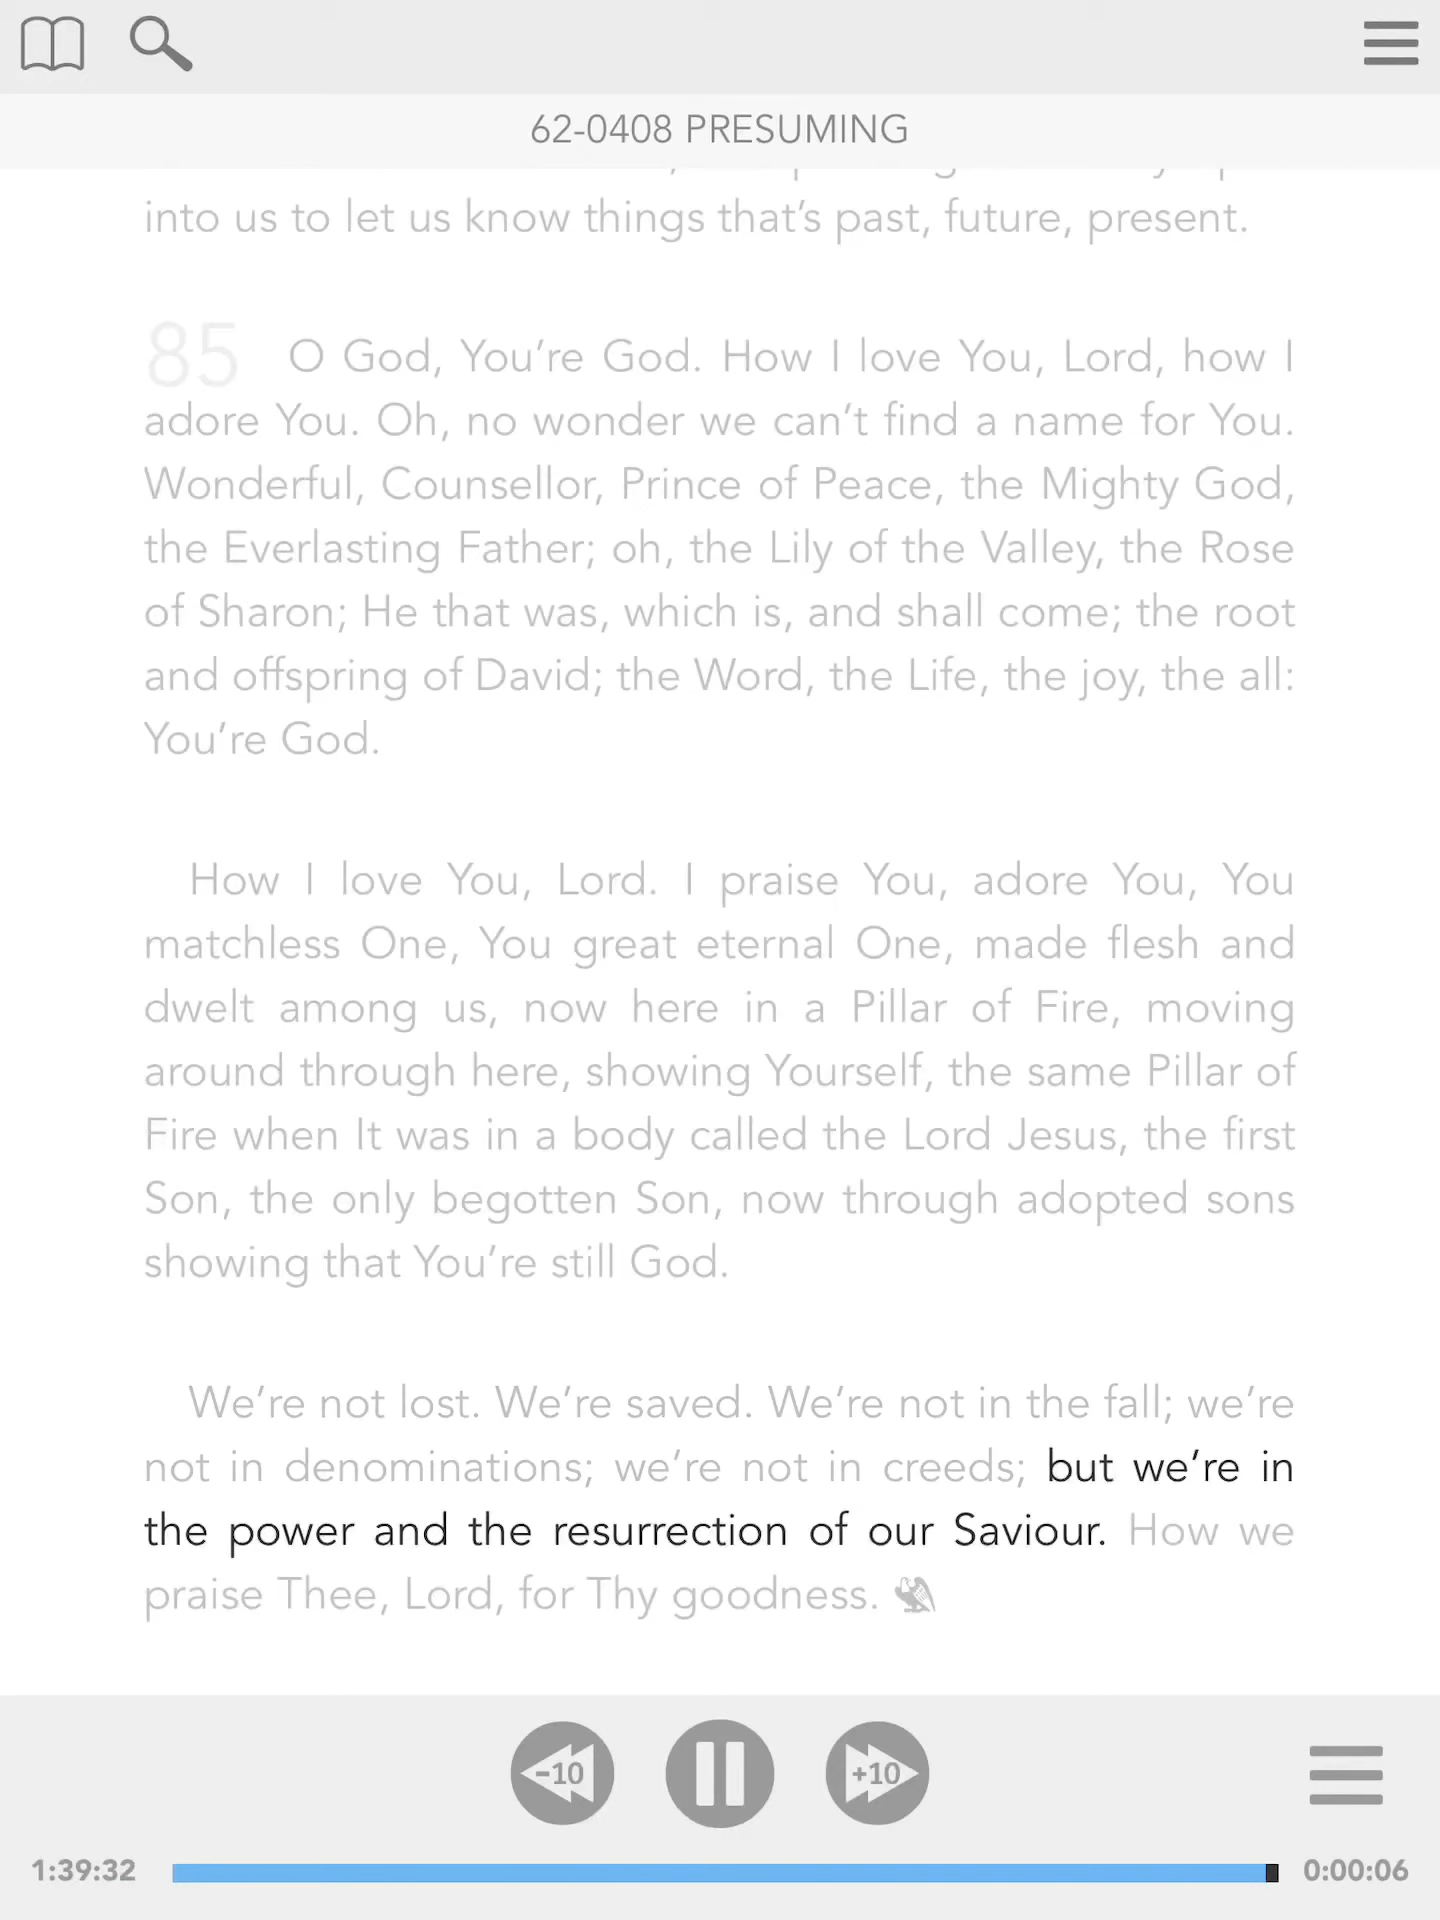 62-0408 PRESUMING
into us to let us know things that’s past, future, present.
85 O God, You’re God. How I love You, Lord, how I
adore You. Oh, no wonder we can’t find a name for You.
Wonderful, Counsellor, Prince of Peace, the Mighty God,
the Everlasting Father; oh, the Lily of the Valley, the Rose
of Sharon; He that was, which is, and shall come; the root
and offspring of David; the Word, the Life, the joy, the all:
You’re God.
How I love You, Lord. I praise You, adore You, You
matchless One, You great eternal One, made flesh and
dwelt among us, now here in a Pillar of Fire, moving
around through here, showing Yourself, the same Pillar of
Fire when It was in a body called the Lord Jesus, the first
Son, the only begotten Son, now through adopted sons
showing that You’re still God.
We’re not lost. We’re saved. We’re not in the fall; we’re
not in denominations; we’re not in creeds; but we’re in
the power and the resurrection of our Saviour. How we
praise Thee, Lord, for Thy goodness.
-10 +10
1:39:32 0:00:06